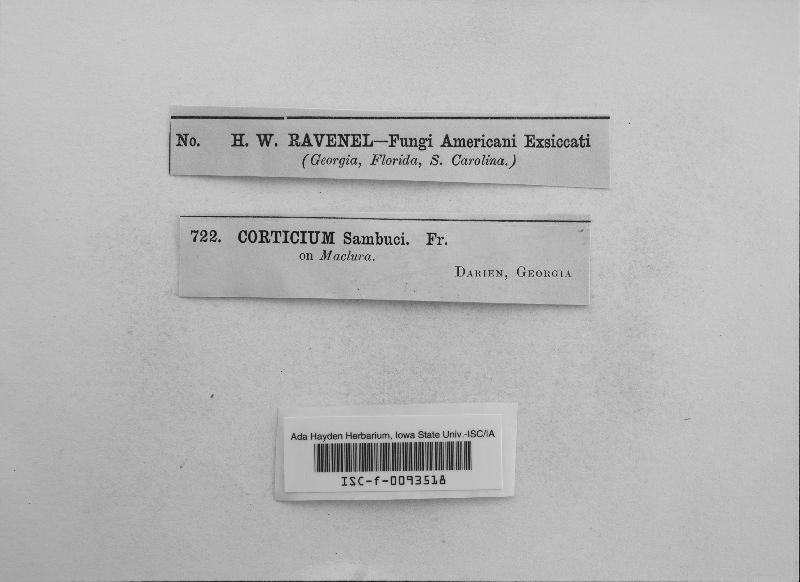 No. H. W. RAVENEL—Fungi Americani Exsiccati
(Georgia, Florida, S. Carolina.)
722. CORTICIUM Sambuci. Fr.
on Maclura.
DARIEN, GEORGIA
Ada Hayden Herbarium, Iowa State Univ.-ISC/IA
ISC-f-0093518